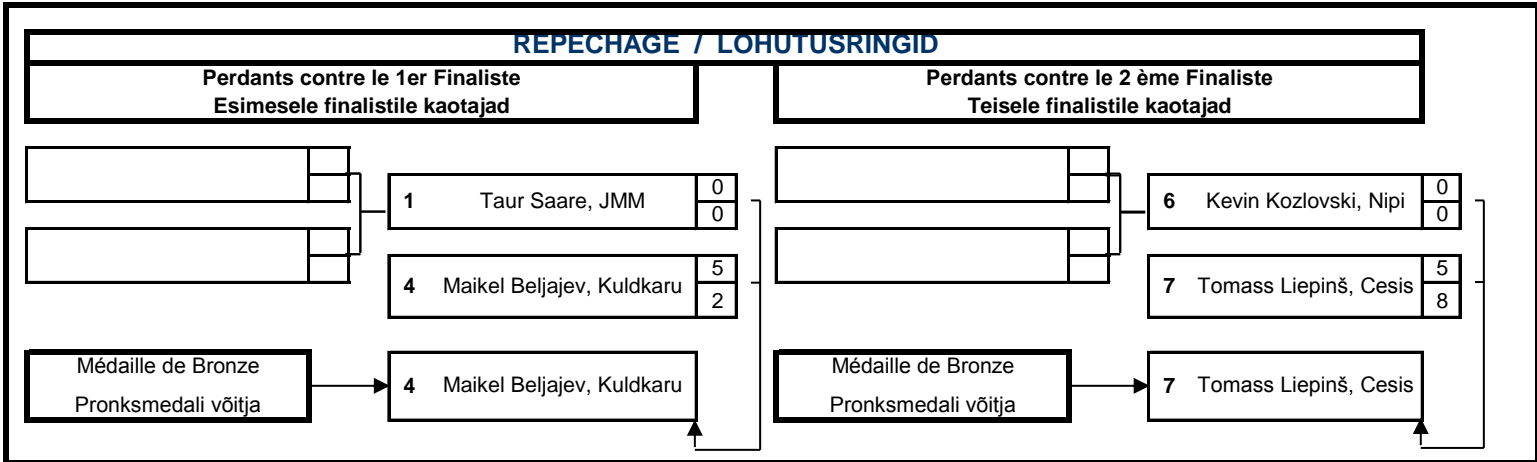 REPECHAGE / LOHUTUSRINGID
Perdants contre le 1er Finaliste
Esimesele finalistile kaotajad
Perdants contre le 2 ème Finaliste
Teisele finalistile kaotajad
1 Taur Saare, JMM 0
0
4 Maikel Beljajev, Kuldkaru 5
2
6 Kevin Kozlovski, Nipi 0
0
7 Tomass Liepinš, Cesis 5
8
Médaille de Bronze
Pronksmedali võitja
4 Maikel Beljajev, Kuldkaru
Médaille de Bronze
Pronksmedali võitja
7 Tomass Liepinš, Cesis